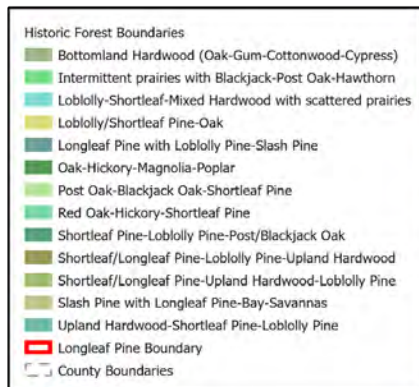 Historic Forest Boundaries
Bottomland Hardwood (Oak-Gum-Cottonwood-Cypress)
Intermittent prairies with Blackjack-Post Oak-Hawthorn
Loblolly-Shortleaf-Mixed Hardwood with scattered prairies
Loblolly/Shortleaf Pine-Oak
Longleaf Pine with Loblolly Pine-Slash Pine
Oak-Hickory-Magnolia-Poplar
Post Oak-Blackjack Oak-Shortleaf Pine
Red Oak-Hickory-Shortleaf Pine
Shortleaf Pine-Loblolly Pine-Post/Blackjack Oak
Shortleaf/Longleaf Pine-Loblolly Pine-Upland Hardwood
Shortleaf/Longleaf Pine-Upland Hardwood-Loblolly Pine
Slash Pine with Longleaf Pine-Bay-Savannas
Upland Hardwood-Shortleaf Pine-Loblolly Pine
Longleaf Pine Boundary
County Boundaries